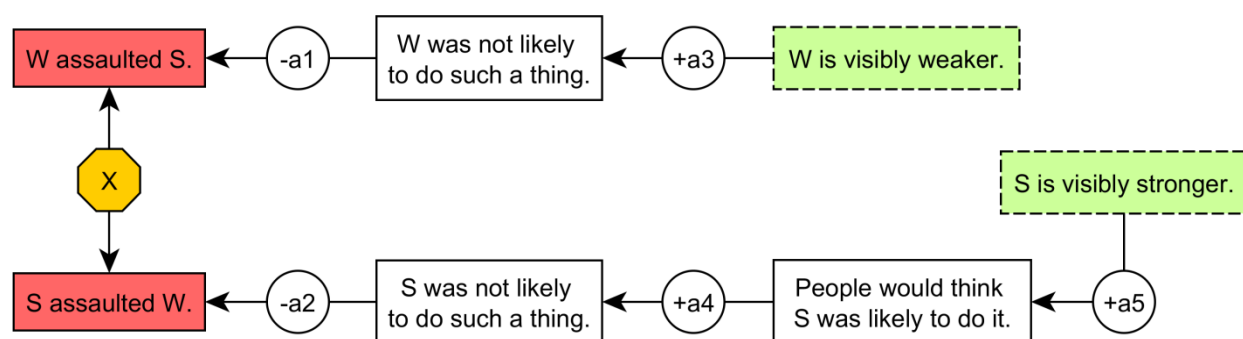 W assaulted S.
-a1
W was not likely
to do such a thing.
+a3
W is visibly weaker.
X
S is visibly stronger.
S assaulted W.
-a2
S was not likely
to do such a thing.
+a4
People would think
S was likely to do it.
+a5